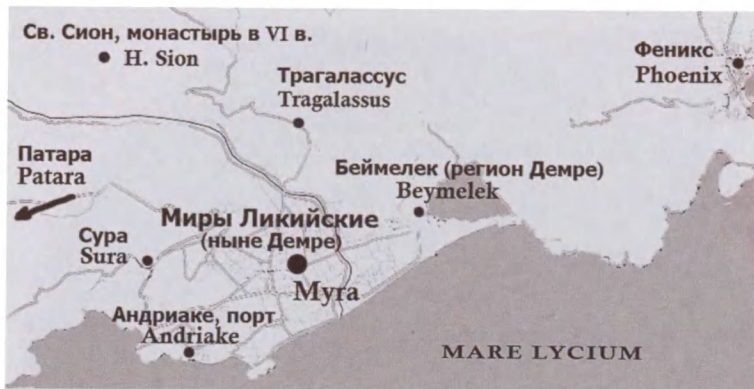 Св. Сион, монастырь в VI в.
H. Sion
Феникс
Phoenix
Трагалассус
Tragalassus
Патара
Patara
Беймелек (регион Демре)
Beymelek
Миры Ликийские
(ныне Демре)
Myra
Сура
Sura
Андриаке, порт
Andriake
MARE LYCIUM